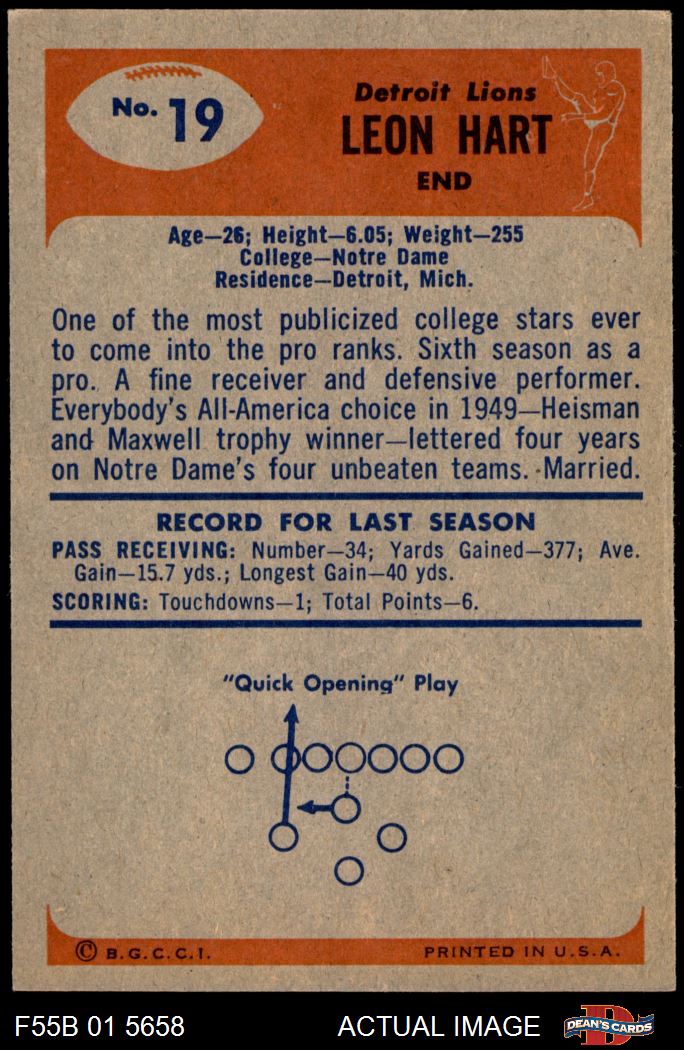 No. 19
Detroit Lions
LEON HART
END
Age—26; Height—6.05; Weight—255
College—Notre Dame
Residence—Detroit, Mich.
One of the most publicized college stars ever
to come into the pro ranks. Sixth season as a
pro. A fine receiver and defensive performer.
Everybody's All-America choice in 1949—Heisman
and Maxwell trophy winner—lettered four years
on Notre Dame's four unbeaten teams. Married.
RECORD FOR LAST SEASON
PASS RECEIVING: Number—34; Yards Gained—377; Ave.
Gain—15.7 yds.; Longest Gain—40 yds.
SCORING: Touchdowns—1; Total Points—6.
"Quick Opening" Play
© B.G.C.C.I.
PRINTED IN U.S.A.
F55B 01 5658
ACTUAL IMAGE
D
DEAN'S CARDS